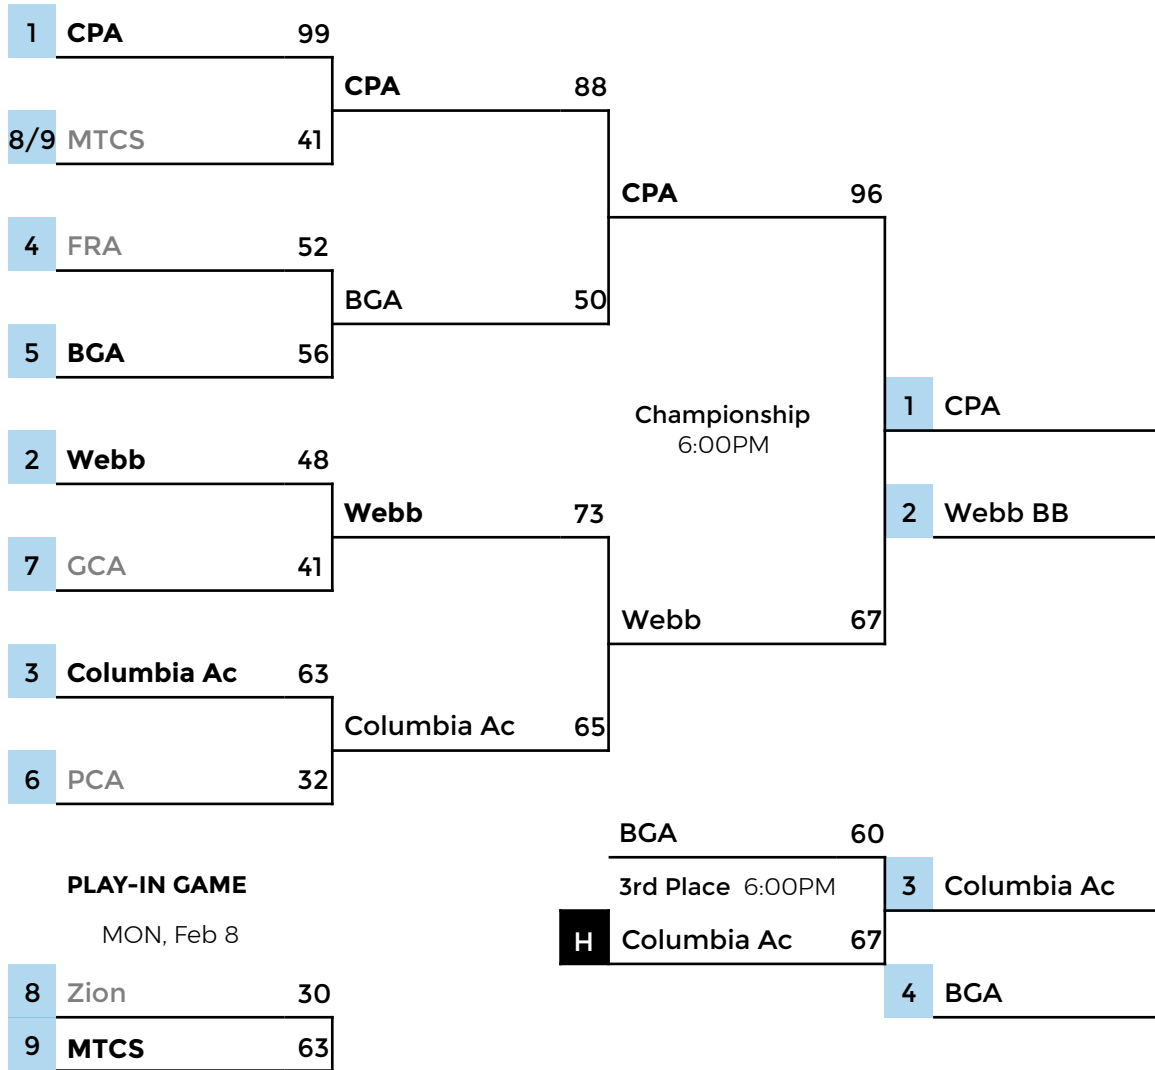 1 CPA 99
CPA 88
8/9 MTCS 41
CPA 96
4 FRA 52
BGA 50
5 BGA 56
1 CPA
Championship
6:00PM
2 Webb 48
Webb 73
2 Webb BB
7 GCA 41
Webb 67
3 Columbia Ac 63
Columbia Ac 65
6 PCA 32
BGA 60
PLAY-IN GAME
3rd Place 6:00PM
3 Columbia Ac
MON, Feb 8
H Columbia Ac 67
8 Zion 30
4 BGA
9 MTCS 63